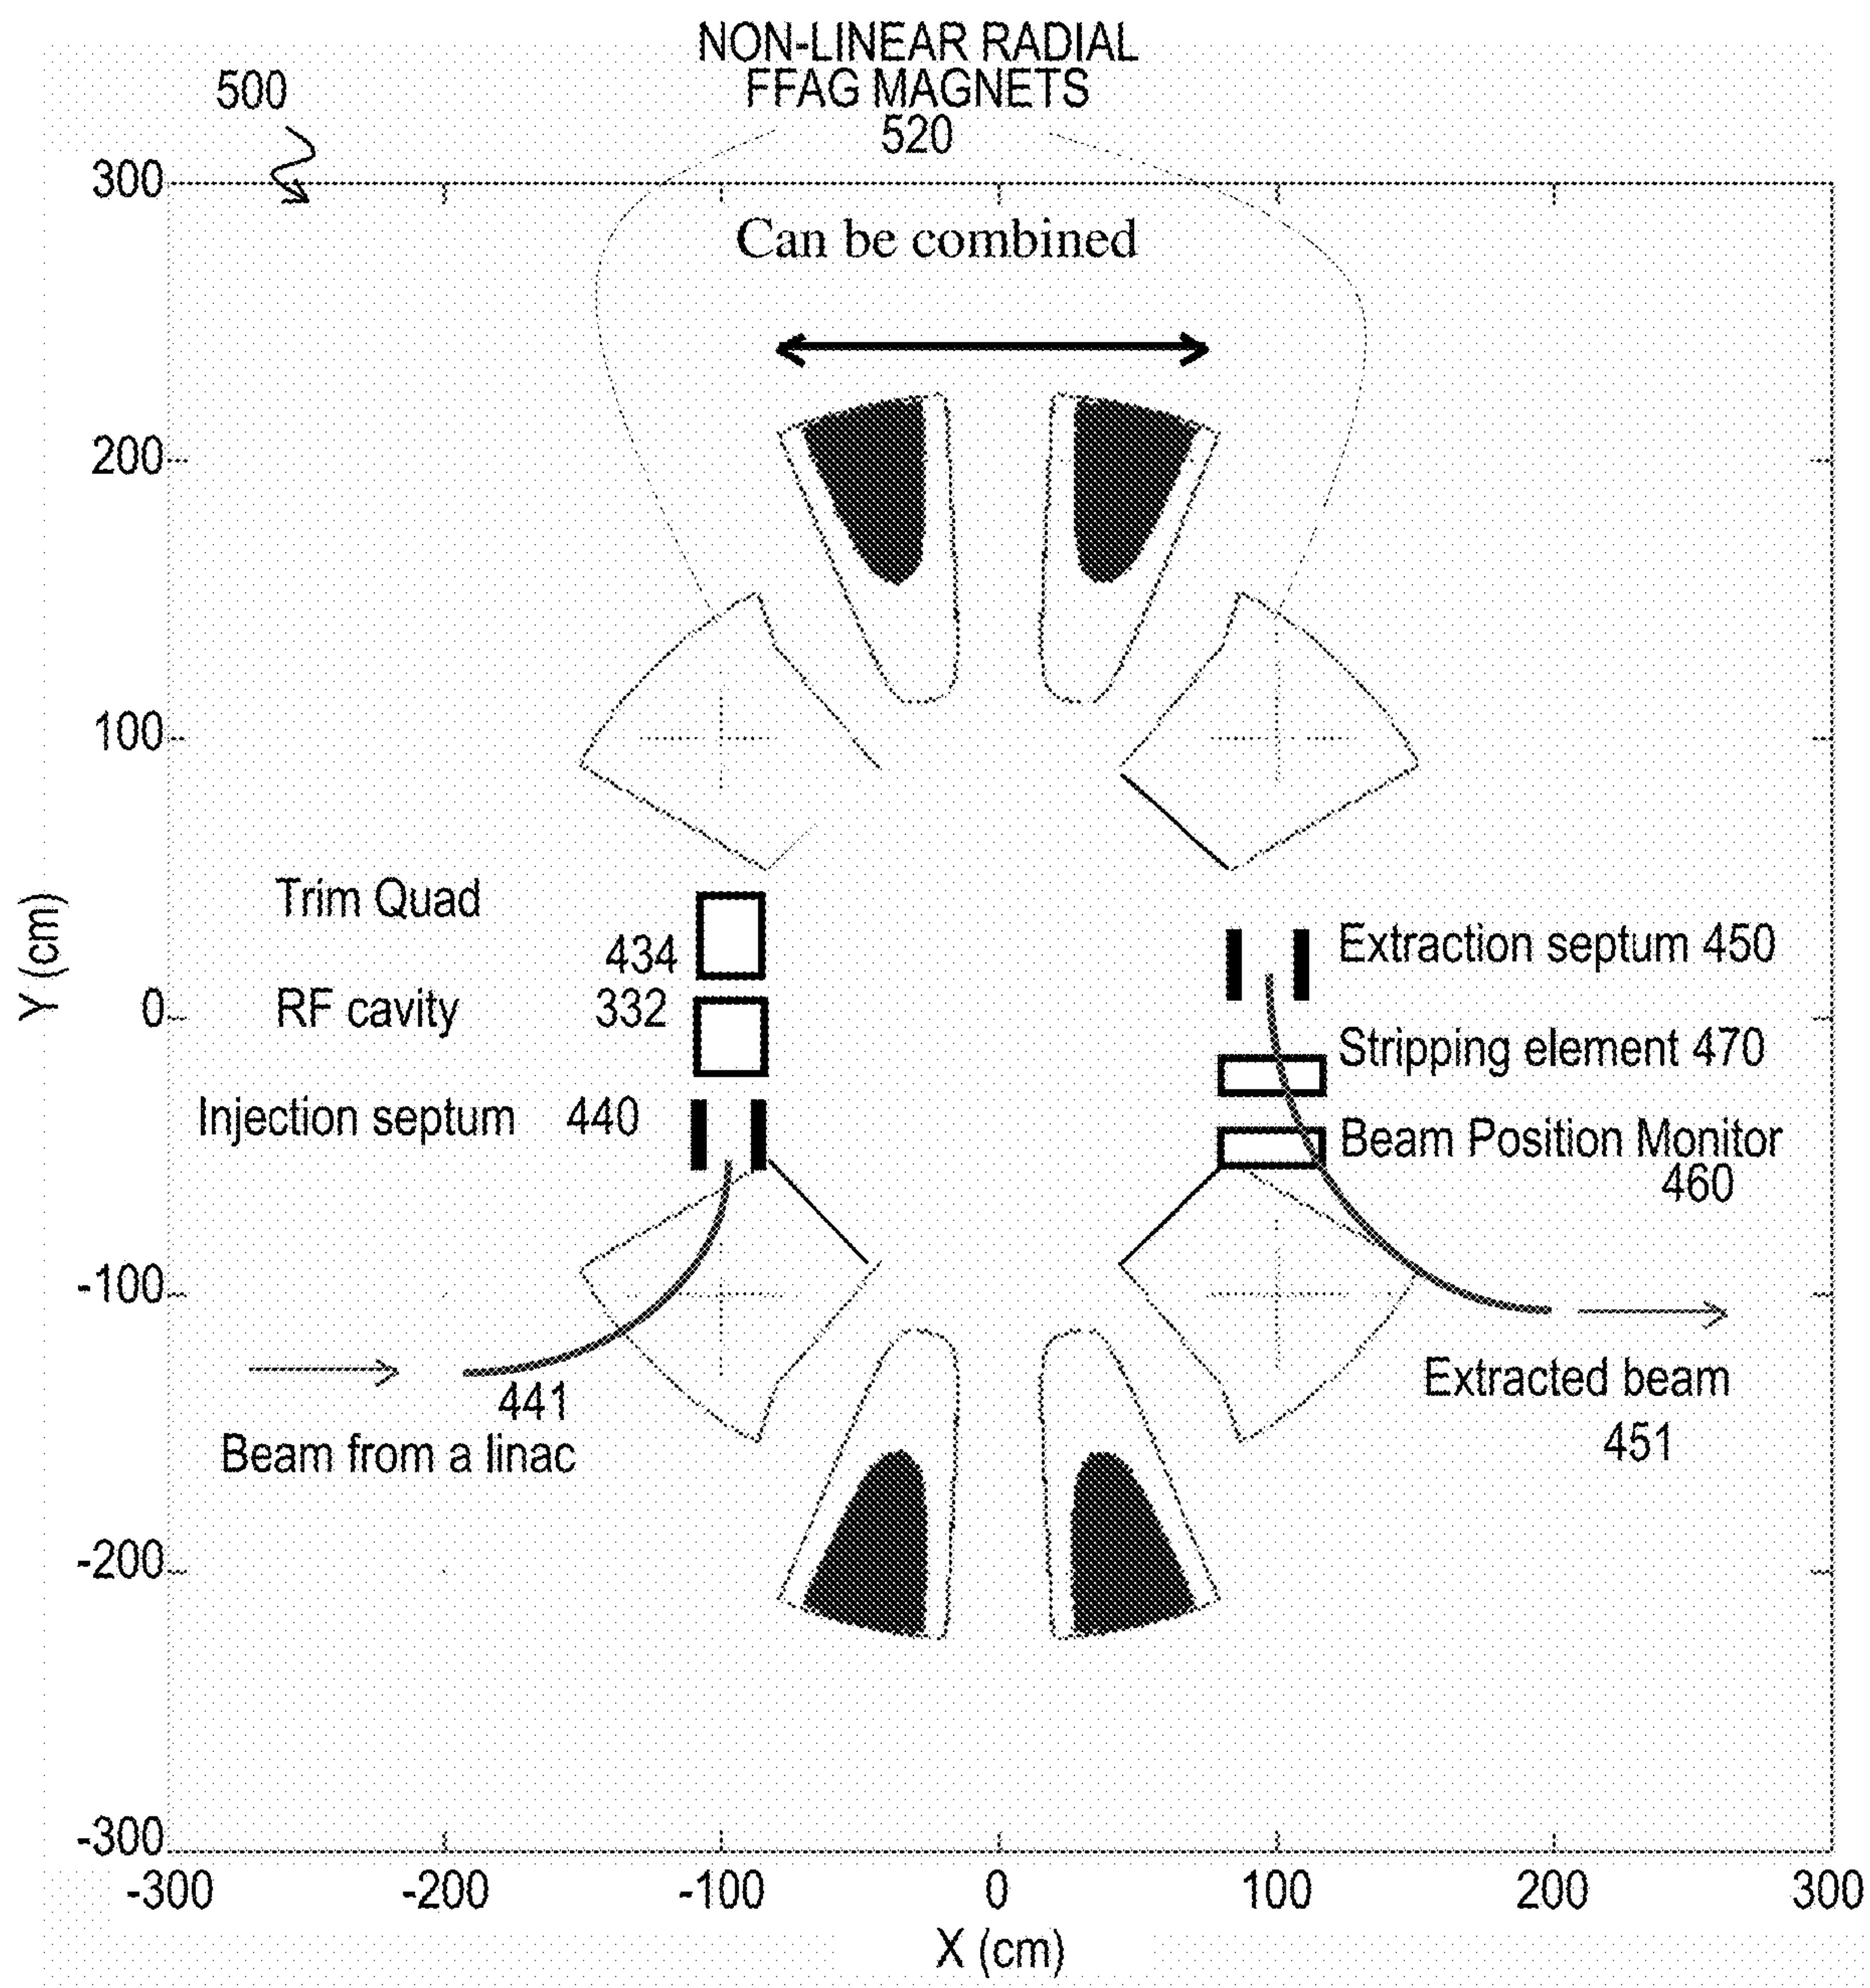 NON-LINEAR RADIAL
FFAG MAGNETS
520
500
300
Can be combined
200
100
Trim Quad
434
Extraction septum 450
Y (cm)
0
RF cavity 332
Stripping element 470
Injection septum 440
Beam Position Monitor
460
-100
441
Beam from a linac
Extracted beam
451
-200
-300
-300 -200 -100 0 100 200 300
X (cm)